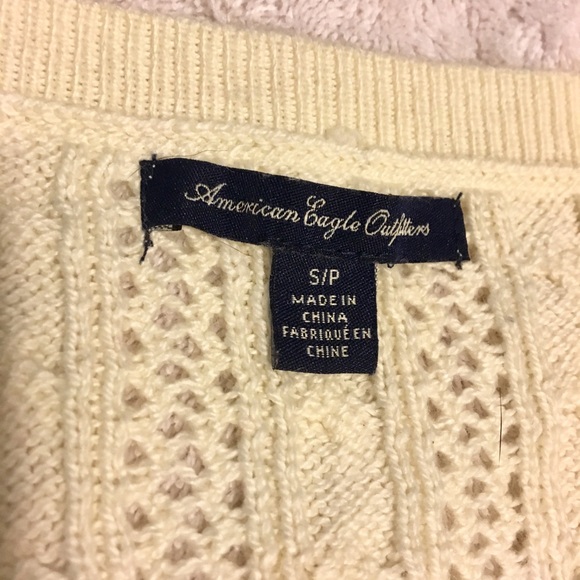 American Eagle Outfitters
S/P
MADE IN
CHINA
FABRIQUÉ EN
CHINE